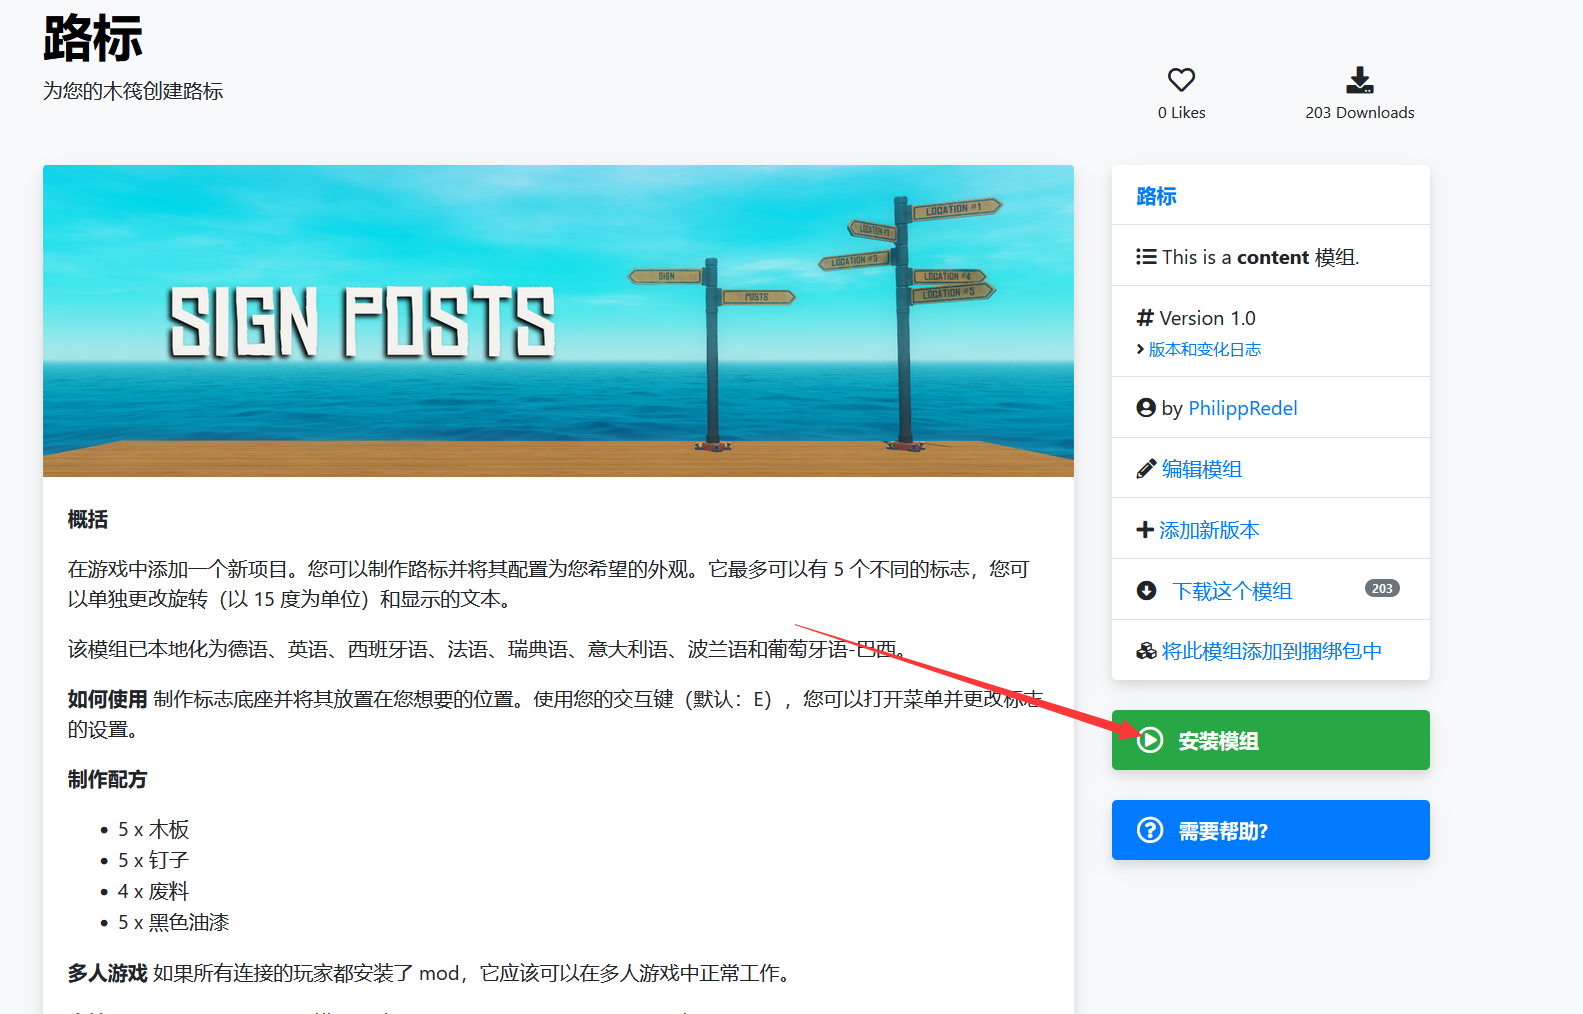 路标
为您的木筏创建路标
0 Likes
203 Downloads
SIGN POSTS
SIGN
POSTS
LOCATION #1
LOCATION #3
LOCATION #4
LOCATION #5
概括
在游戏中添加一个新项目。您可以制作路标并将其配置为您希望的外观。它最多可以有 5 个不同的标志，您可
以单独更改旋转（以 15 度为单位）和显示的文本。
该模组已本地化为德语、英语、西班牙语、法语、瑞典语、意大利语、波兰语和葡萄牙语-巴西。
如何使用 制作标志底座并将其放置在您想要的位置。使用您的交互键（默认：E），您可以打开菜单并更改标志
的设置。
制作配方
• 5 x 木板
• 5 x 钉子
• 4 x 废料
• 5 x 黑色油漆
多人游戏 如果所有连接的玩家都安装了 mod，它应该可以在多人游戏中正常工作。
路标
This is a content 模组.
# Version 1.0
› 版本和变化日志
by PhilippRedel
编辑模组
添加新版本
下载这个模组 203
将此模组添加到捆绑包中
安装模组
需要帮助?